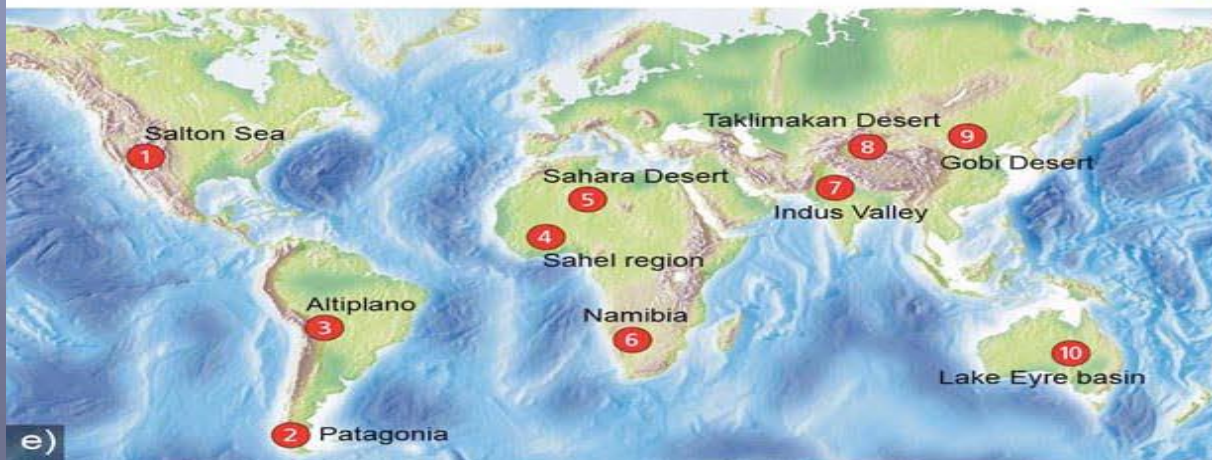 Salton Sea
1
Taklimakan Desert
8
9
Gobi Desert
Sahara Desert
5
7
Indus Valley
4
Sahel region
Altiplano
3
Namibia
6
10
Lake Eyre basin
2 Patagonia
e)